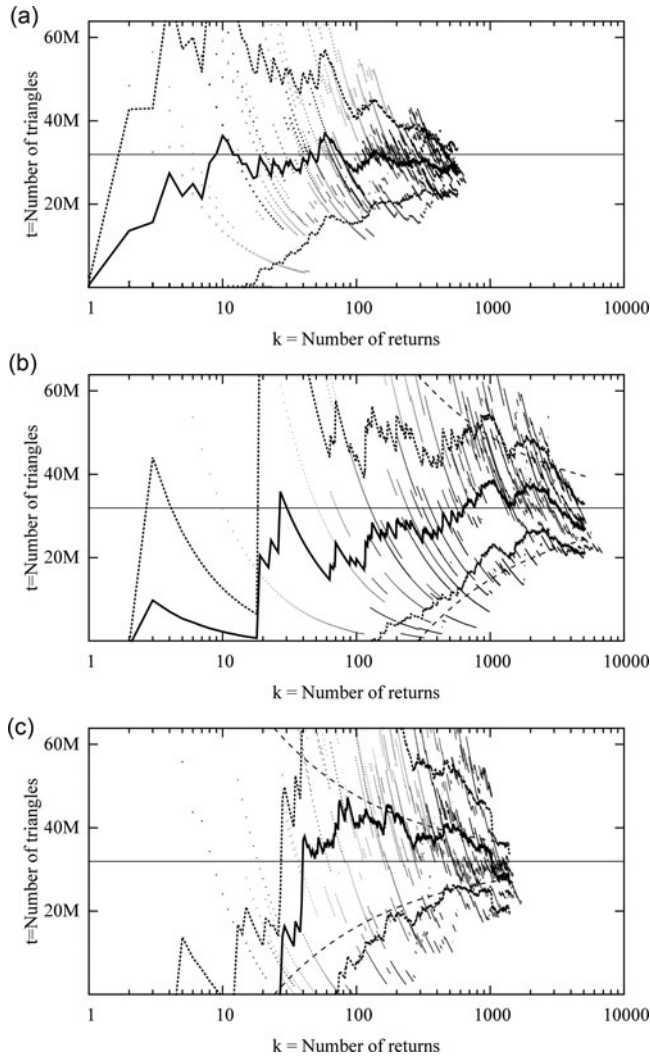 (a)
60M
40M
20M
t=Number of triangles
1 10 100 1000 10000
k = Number of returns
(b)
60M
40M
20M
t=Number of triangles
1 10 100 1000 10000
k = Number of returns
(c)
60M
40M
20M
t=Number of triangles
1 10 100 1000 10000
k = Number of returns